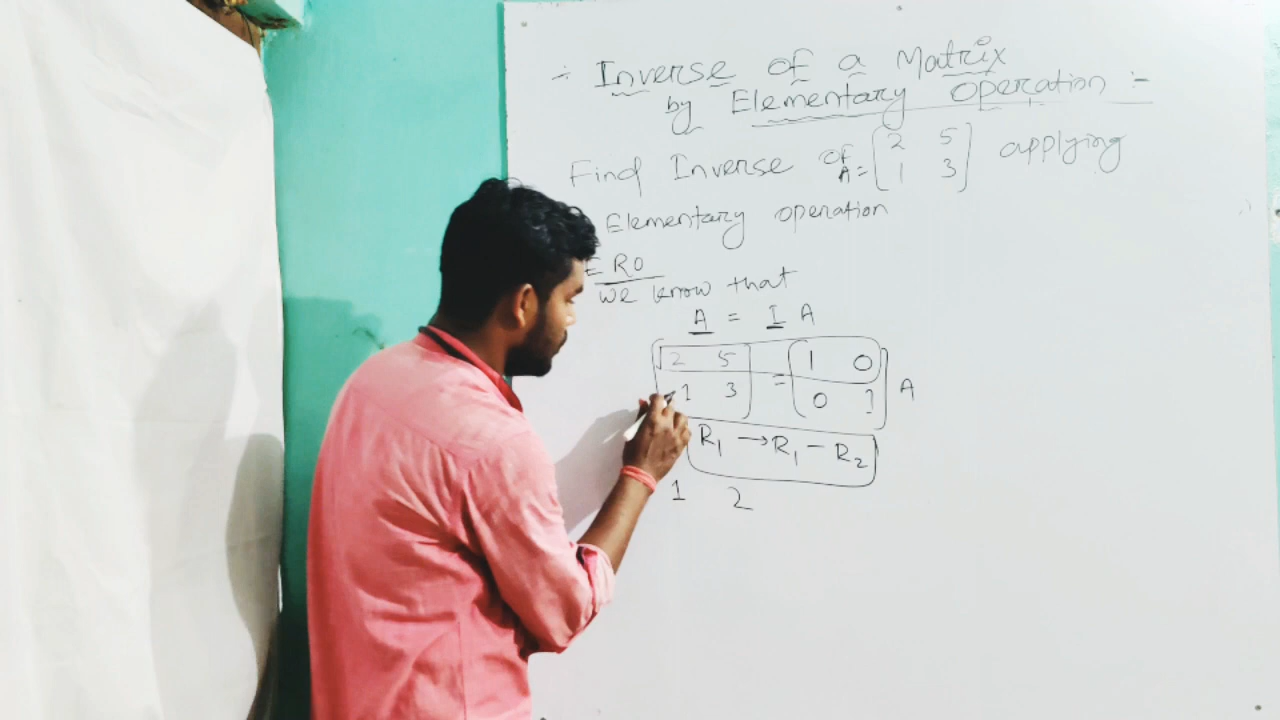 ÷ Inverse of a Matrix
by Elementary Operation :-
Find Inverse of A = [2 5 applying
1 3]
Elementary operation
= RO
we know that
A = I A
[2 5] = [1 0] A
[1 3] [0 1]
R1 → R1 - R2
1 2